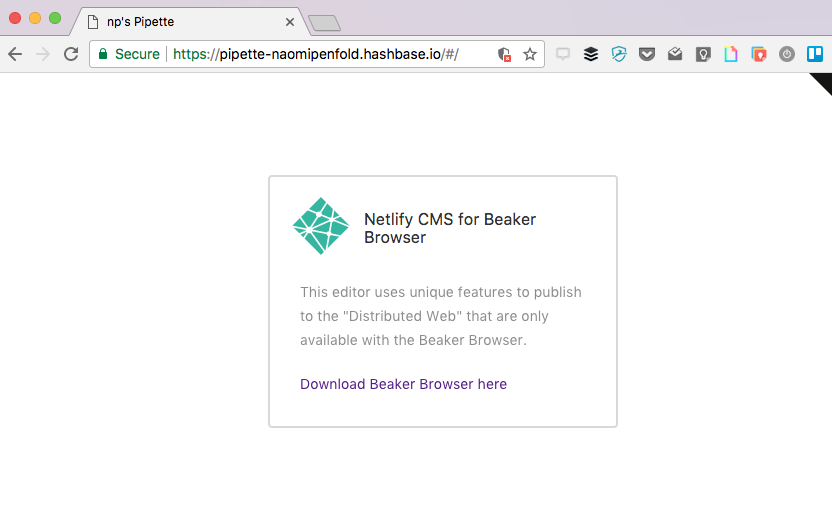 np's Pipette
Secure https://pipette-naomipenfold.hashbase.io/#/
Netlify CMS for Beaker
Browser
This editor uses unique features to publish
to the "Distributed Web" that are only
available with the Beaker Browser.
Download Beaker Browser here